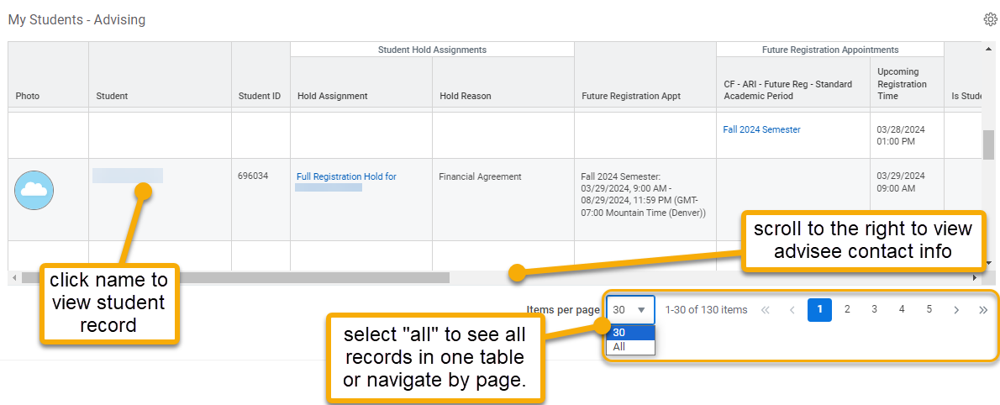 My Students - Advising
Student Hold Assignments
Future Registration Appointments
Photo
Student
Student ID
Hold Assignment
Hold Reason
Future Registration Appt
CF - ARI - Future Reg - Standard
Academic Period
Upcoming
Registration
Time
Is Stude
Fall 2024 Semester
03/28/2024
01:00 PM
696034
Full Registration Hold for
Financial Agreement
Fall 2024 Semester:
03/29/2024, 9:00 AM -
08/29/2024, 11:59 PM (GMT-
07:00 Mountain Time (Denver))
03/29/2024
09:00 AM
scroll to the right to view
advisee contact info
click name to
view student
record
Items per page
30
1-30 of 130 items
1 2 3 4 5
30
All
select "all" to see all
records in one table
or navigate by page.